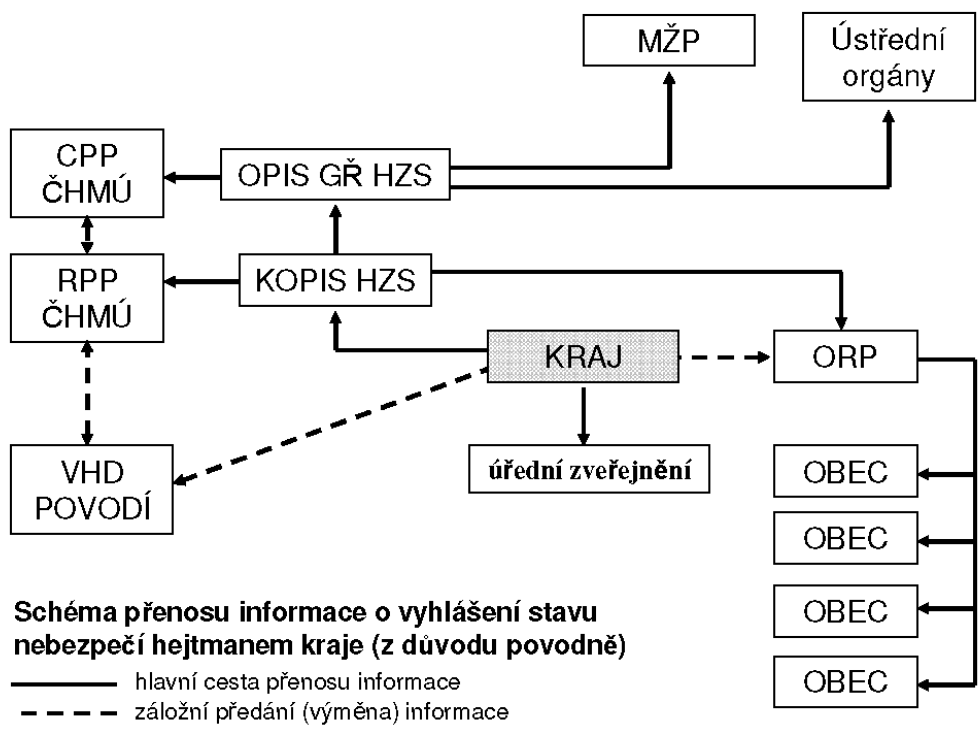 MŽP
Ústřední
orgány
CPP
ČHMÚ
OPIS GŘ HZS
RPP
ČHMÚ
KOPIS HZS
KRAJ
ORP
VHD
POVODÍ
úřední zveřejnění
OBEC
OBEC
OBEC
OBEC
Schéma přenosu informace o vyhlášení stavu
nebezpečí hejtmanem kraje (z důvodu povodně)
hlavní cesta přenosu informace
záložní předání (výměna) informace